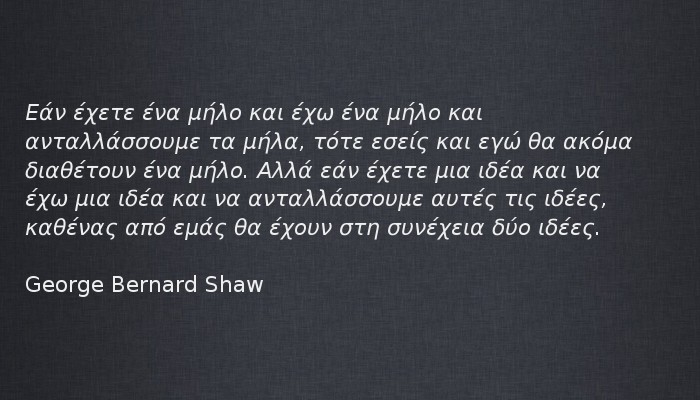 Εάν έχετε ένα μήλο και έχω ένα μήλο και
ανταλλάσσουμε τα μήλα, τότε εσείς και εγώ θα ακόμα
διαθέτουν ένα μήλο. Αλλά εάν έχετε μια ιδέα και να
έχω μια ιδέα και να ανταλλάσσουμε αυτές τις ιδέες,
καθένας από εμάς θα έχουν στη συνέχεια δύο ιδέες.
George Bernard Shaw